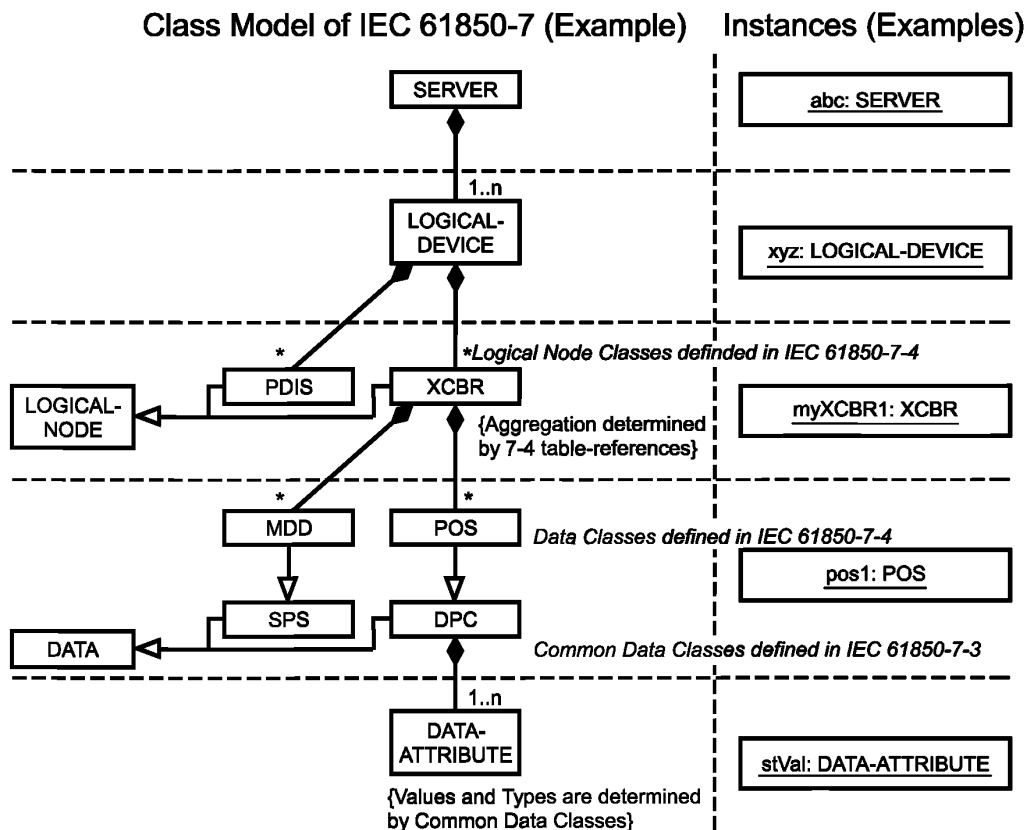 Class Model of IEC 61850-7 (Example)
Instances (Examples)
SERVER
abc: SERVER
1..n
LOGICAL-
DEVICE
xyz: LOGICAL-DEVICE
*
*Logical Node Classes definded in IEC 61850-7-4
PDIS
XCBR
LOGICAL-
NODE
myXCBR1: XCBR
{Aggregation determined
by 7-4 table-references}
*
*
MDD
POS
Data Classes defined in IEC 61850-7-4
pos1: POS
SPS
DPC
DATA
Common Data Classes defined in IEC 61850-7-3
1..n
DATA-
ATTRIBUTE
stVal: DATA-ATTRIBUTE
{Values and Types are determined
by Common Data Classes}